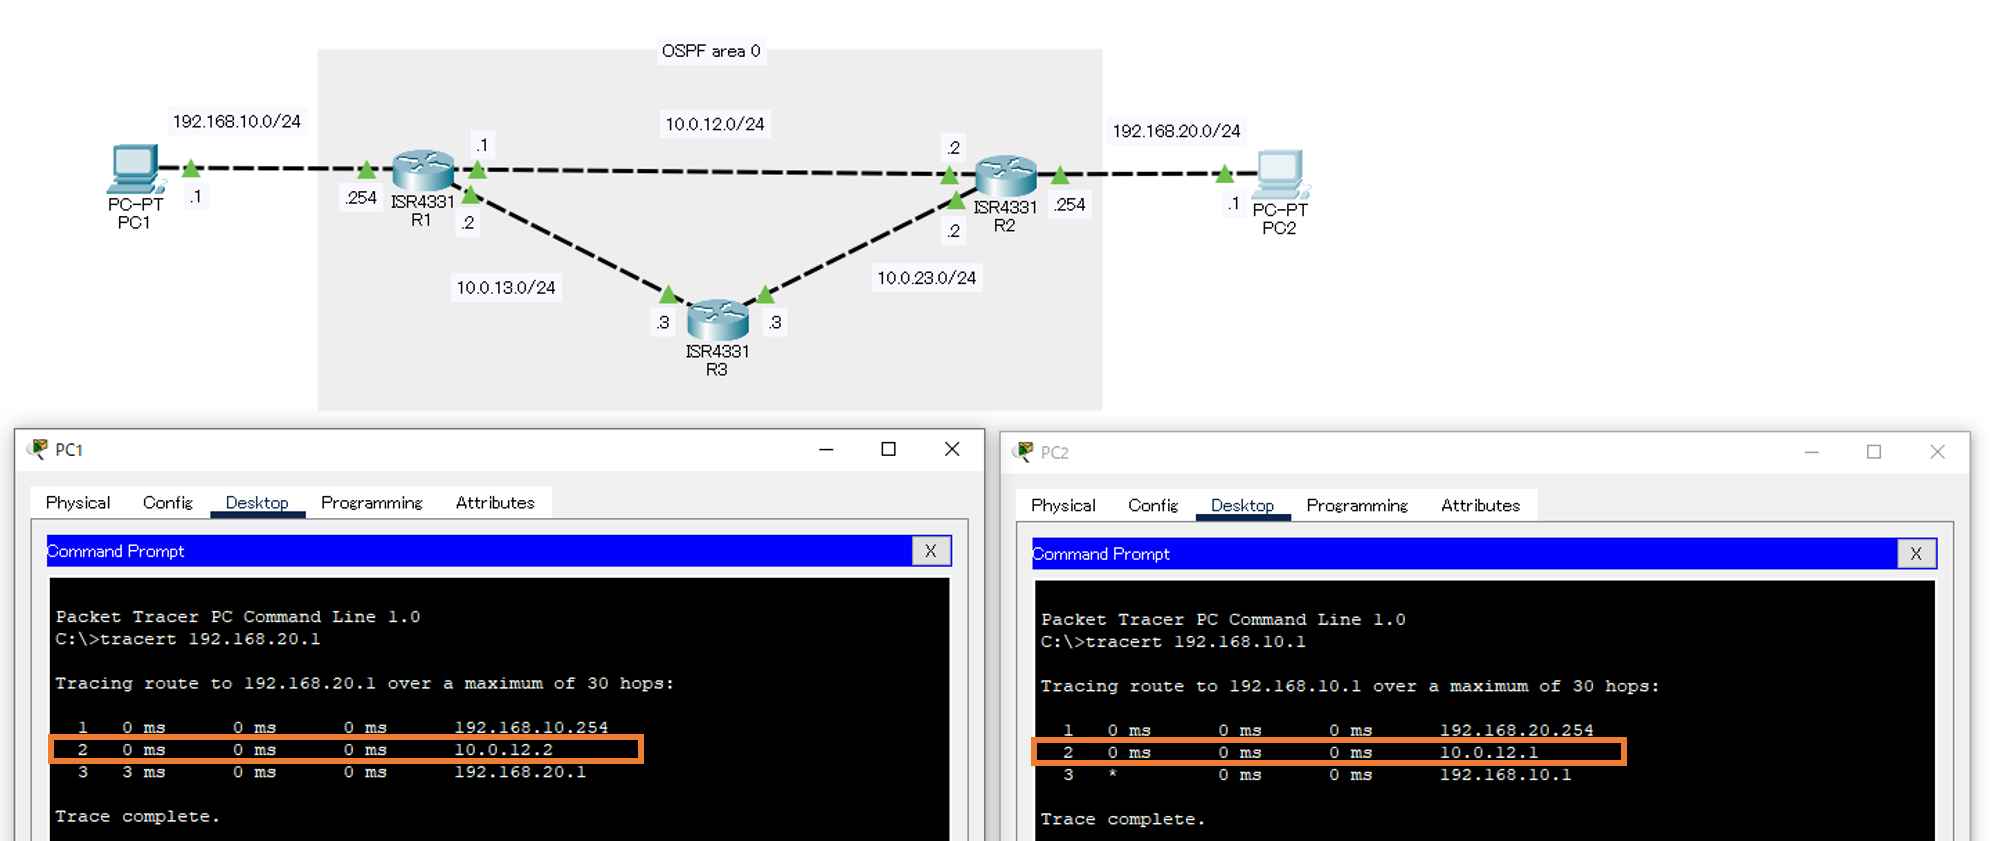 OSPF area 0
192.168.10.0/24
10.0.12.0/24
192.168.20.0/24
.1
.2
.1
.254
.254
.1
PC-PT
PC1
ISR4331
R1
.2
ISR4331
R2
.2
PC-PT
PC2
10.0.13.0/24
10.0.23.0/24
.3
.3
ISR4331
R3
PC1
Physical Config Desktop Programming Attributes
Command Prompt X
Packet Tracer PC Command Line 1.0
C:\>tracert 192.168.20.1
Tracing route to 192.168.20.1 over a maximum of 30 hops:
1 0 ms 0 ms 0 ms 192.168.10.254
2 0 ms 0 ms 0 ms 10.0.12.2
3 3 ms 0 ms 0 ms 192.168.20.1
Trace complete.
PC2
Physical Config Desktop Programming Attributes
Command Prompt X
Packet Tracer PC Command Line 1.0
C:\>tracert 192.168.10.1
Tracing route to 192.168.10.1 over a maximum of 30 hops:
1 0 ms 0 ms 0 ms 192.168.20.254
2 0 ms 0 ms 0 ms 10.0.12.1
3 * 0 ms 0 ms 192.168.10.1
Trace complete.